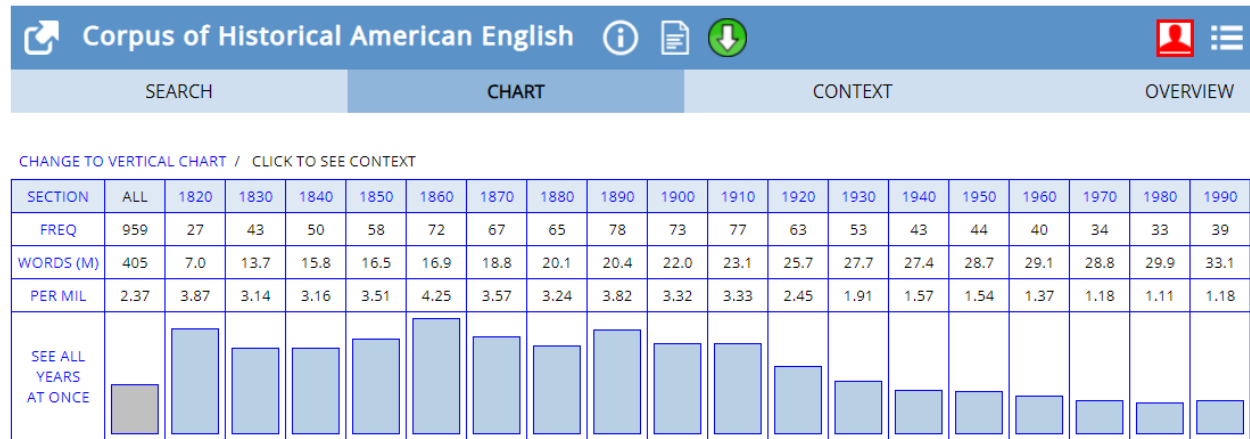 Corpus of Historical American English
SEARCH CHART CONTEXT OVERVIEW
CHANGE TO VERTICAL CHART / CLICK TO SEE CONTEXT
SECTION ALL 1820 1830 1840 1850 1860 1870 1880 1890 1900 1910 1920 1930 1940 1950 1960 1970 1980 1990
FREQ 959 27 43 50 58 72 67 65 78 73 77 63 53 43 44 40 34 33 39
WORDS (M) 405 7.0 13.7 15.8 16.5 16.9 18.8 20.1 20.4 22.0 23.1 25.7 27.7 27.4 28.7 29.1 28.8 29.9 33.1
PER MIL 2.37 3.87 3.14 3.16 3.51 4.25 3.57 3.24 3.82 3.32 3.33 2.45 1.91 1.57 1.54 1.37 1.18 1.11 1.18
SEE ALL
YEARS
AT ONCE